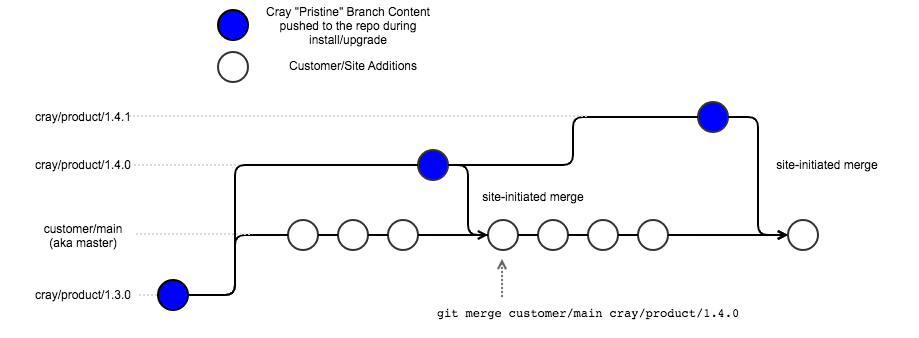 Cray "Pristine" Branch Content
pushed to the repo during
install/upgrade
Customer/Site Additions
cray/product/1.4.1
cray/product/1.4.0
site-initiated merge
site-initiated merge
customer/main
(aka master)
cray/product/1.3.0
git merge customer/main cray/product/1.4.0